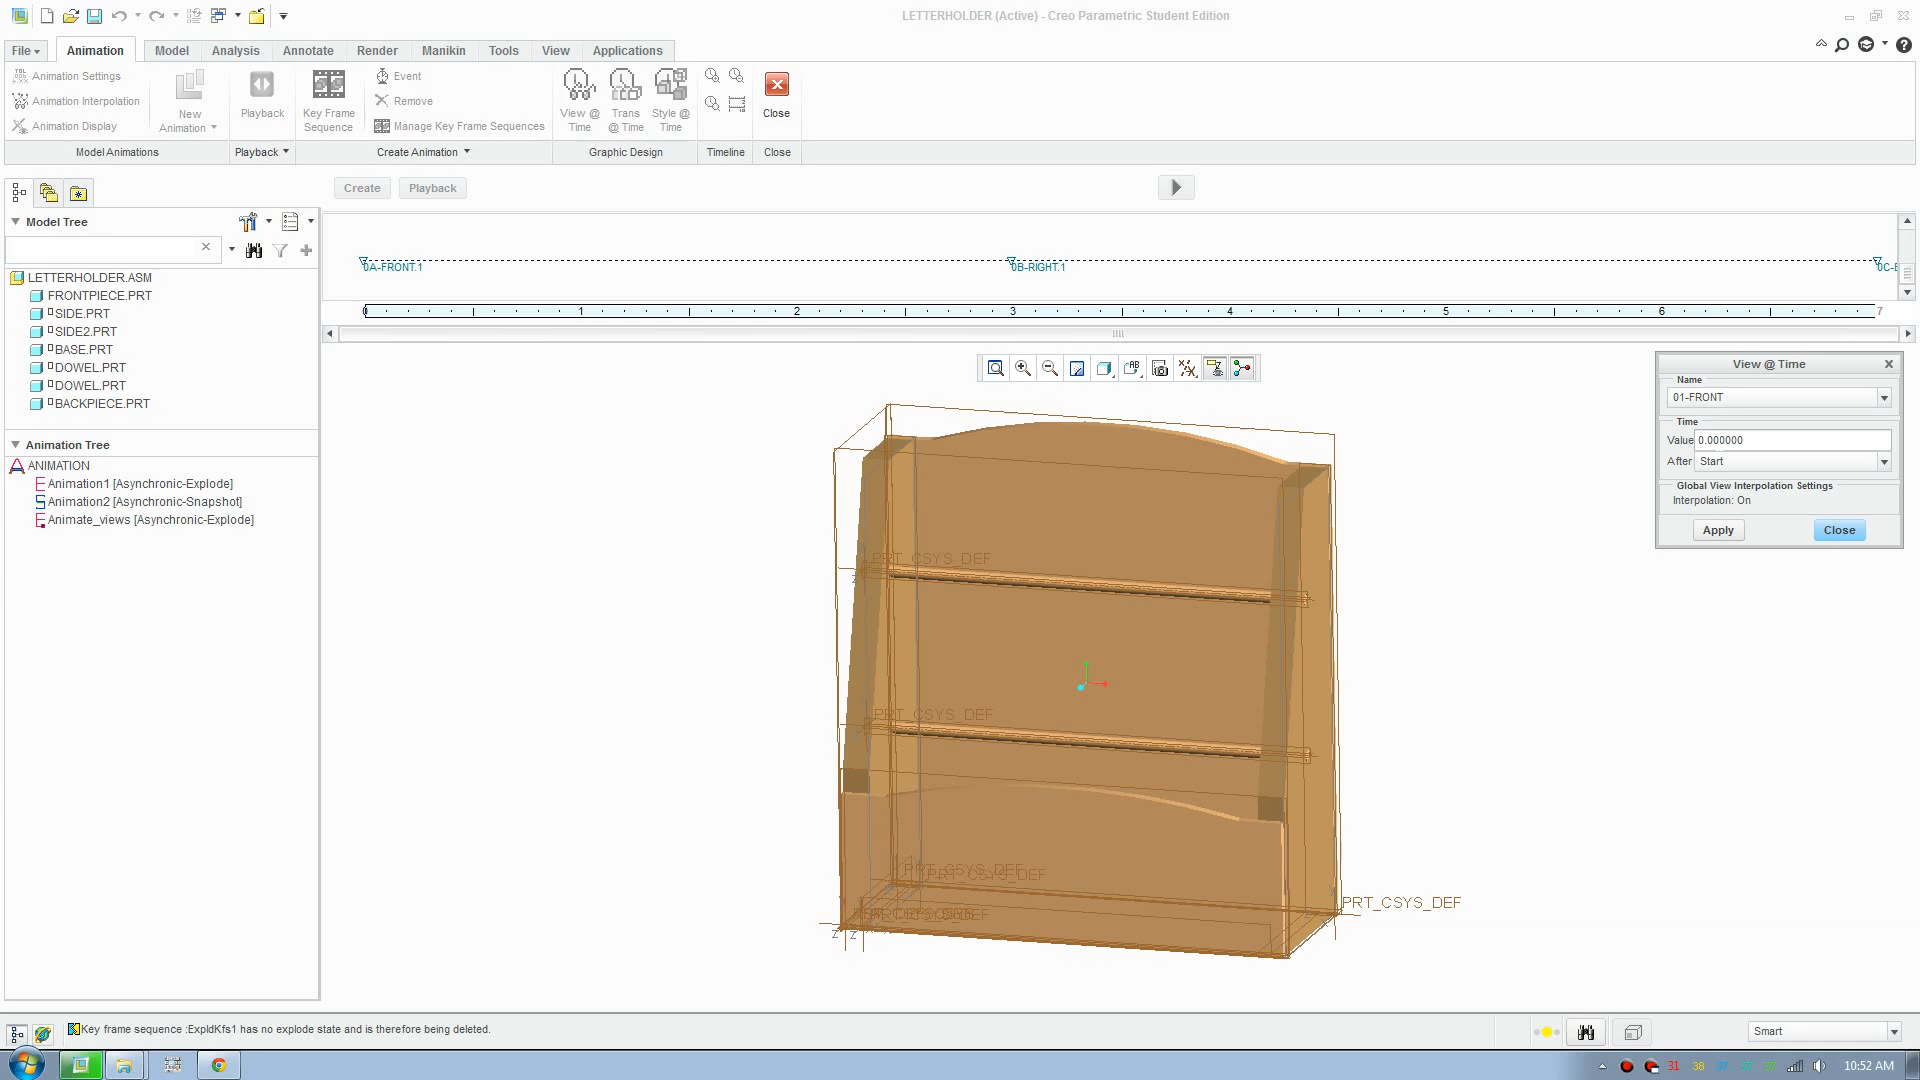 LETTERHOLDER (Active) - Creo Parametric Student Edition
File Animation Model Analysis Annotate Render Manikin Tools View Applications
Animation Settings
Animation Interpolation
Animation Display
New Animation
Playback
Key Frame Sequence
Event
Remove
Manage Key Frame Sequences
View @ Time
Trans @ Time
Style @ Time
Close
Model Animations Playback Create Animation Graphic Design Timeline Close
Create Playback
Model Tree
LETTERHOLDER.ASM
FRONTPIECE.PRT
SIDE.PRT
SIDE2.PRT
BASE.PRT
DOWEL.PRT
DOWEL.PRT
BACKPIECE.PRT
Animation Tree
ANIMATION
Animation1 [Asynchronic-Explode]
Animation2 [Asynchronic-Snapshot]
Animate_views [Asynchronic-Explode]
0A-FRONT.1 0B-RIGHT.1
0 1 2 3 4 5 6 7
View @ Time
Name
01-FRONT
Time
Value 0.000000
After Start
Global View Interpolation Settings
Interpolation: On
Apply Close
PRT_CSYS_DEF
PRT_CSYS_DEF
PRT_CSYS_DEF
PRT_CSYS_DEF
PRT_CSYS_DEF
Key frame sequence :ExpldKfs1 has no explode state and is therefore being deleted.
Smart
31 38
10:52 AM